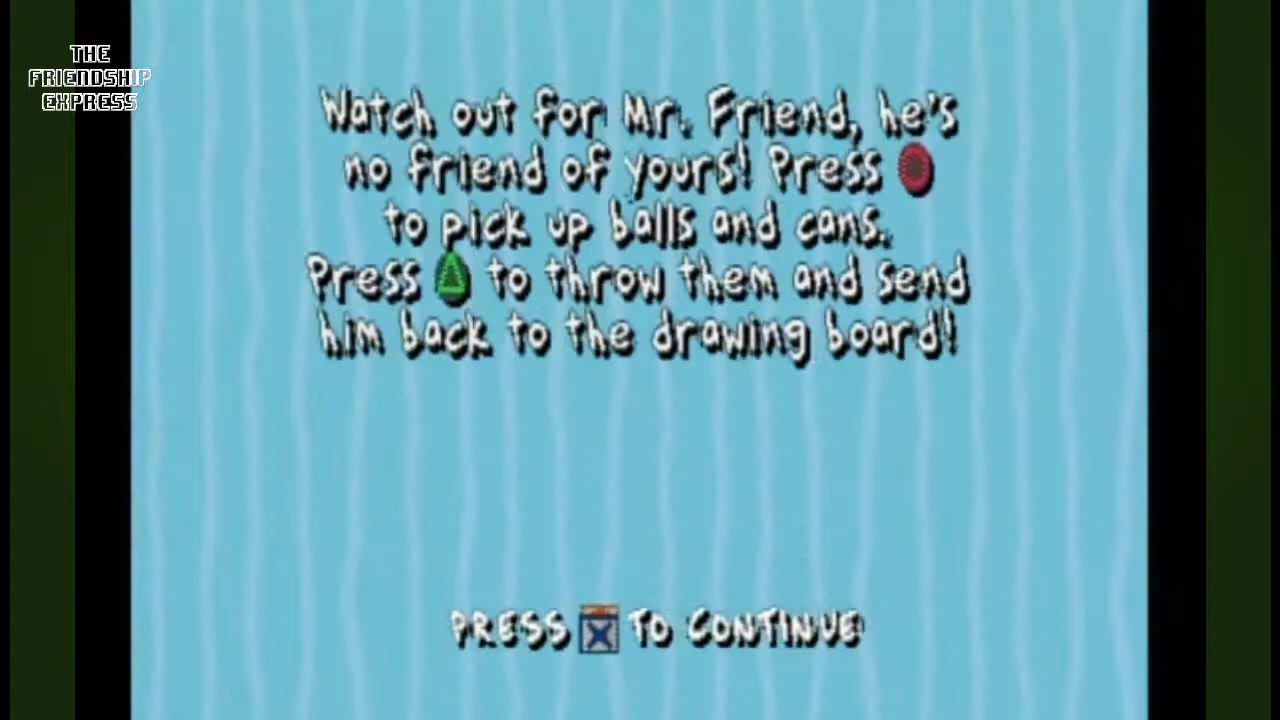 THE
FRIENDSHIP
EXPRESS
Watch out for Mr. Friend, he's
no friend of yours! Press
to pick up balls and cans.
Press to throw them and send
him back to the drawing board!
PRESS X TO CONTINUE